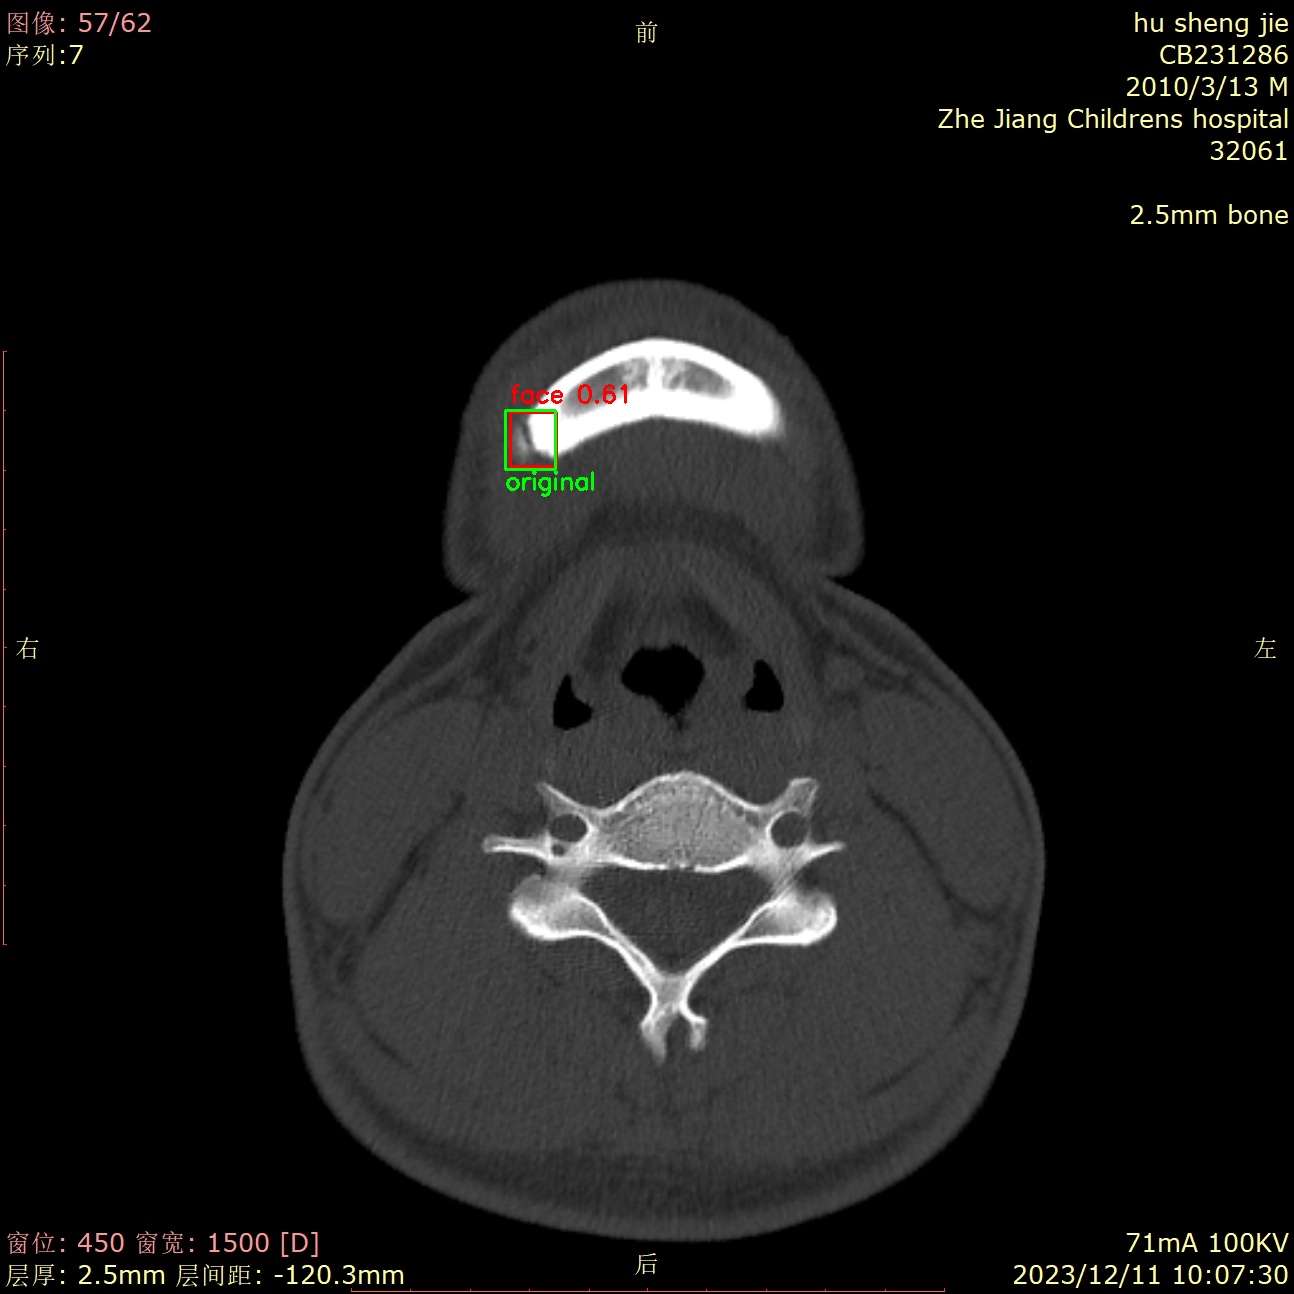 图像: 57/62
序列:7
前
hu sheng jie
CB231286
2010/3/13 M
Zhe Jiang Childrens hospital
32061
2.5mm bone
face 0.61
original
右
左
窗位: 450 窗宽: 1500 [D]
层厚: 2.5mm 层间距: -120.3mm
后
71mA 100KV
2023/12/11 10:07:30